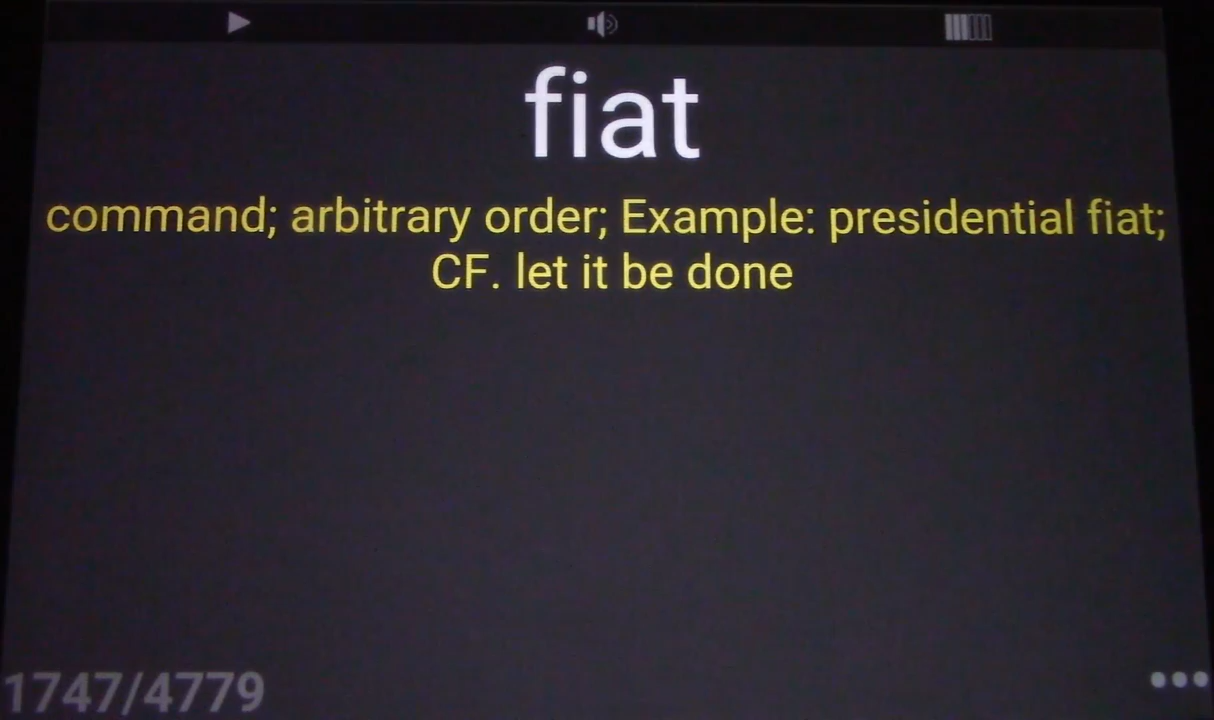 fiat
command; arbitrary order; Example: presidential fiat;
CF. let it be done
1747/4779